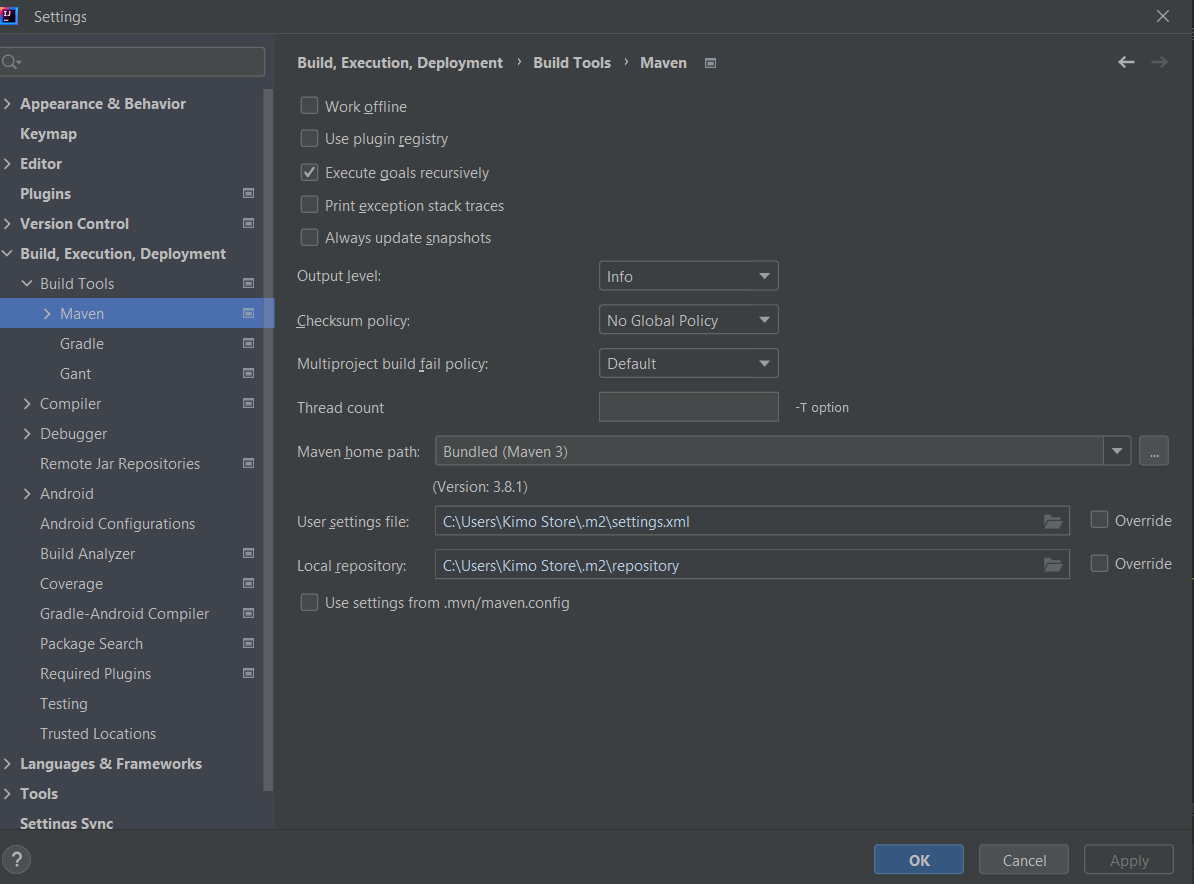 Settings
Appearance & Behavior
Keymap
Editor
Plugins
Version Control
Build, Execution, Deployment
Build Tools
Maven
Gradle
Gant
Compiler
Debugger
Remote Jar Repositories
Android
Android Configurations
Build Analyzer
Coverage
Gradle-Android Compiler
Package Search
Required Plugins
Testing
Trusted Locations
Languages & Frameworks
Tools
Settings Sync
Build, Execution, Deployment › Build Tools › Maven
Work offline
Use plugin registry
Execute goals recursively
Print exception stack traces
Always update snapshots
Output level: Info
Checksum policy: No Global Policy
Multiproject build fail policy: Default
Thread count -T option
Maven home path: Bundled (Maven 3) ...
(Version: 3.8.1)
User settings file: C:\Users\Kimo Store\.m2\settings.xml Override
Local repository: C:\Users\Kimo Store\.m2\repository Override
Use settings from .mvn/maven.config
? OK Cancel Apply